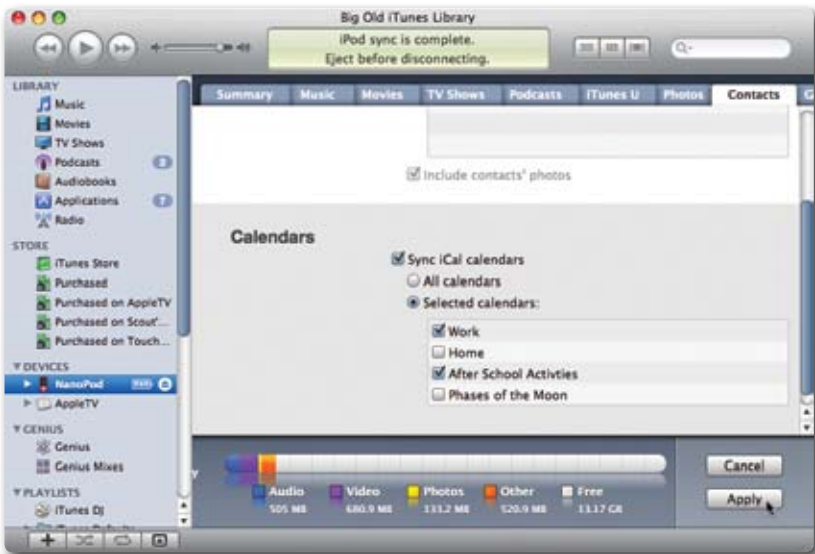 Big Old iTunes Library
iPod sync is complete.
Eject before disconnecting.
LIBRARY
Music
Movies
TV Shows
Podcasts
Audiobooks
Applications
Radio
STORE
iTunes Store
Purchased
Purchased on AppleTV
Purchased on Scout'...
Purchased on Touch...
DEVICES
NanoPod
AppleTV
GENIUS
Genius
Genius Mixes
PLAYLISTS
iTunes DJ
Summary Music Movies TV Shows Podcasts iTunes U Photos Contacts G
Include contacts' photos
Calendars
Sync iCal calendars
All calendars
Selected calendars:
Work
Home
After School Activties
Phases of the Moon
Audio Video Photos Other Free
505 MB 680.9 MB 133.2 MB 520.9 MB 13.17 GB
Cancel
Apply